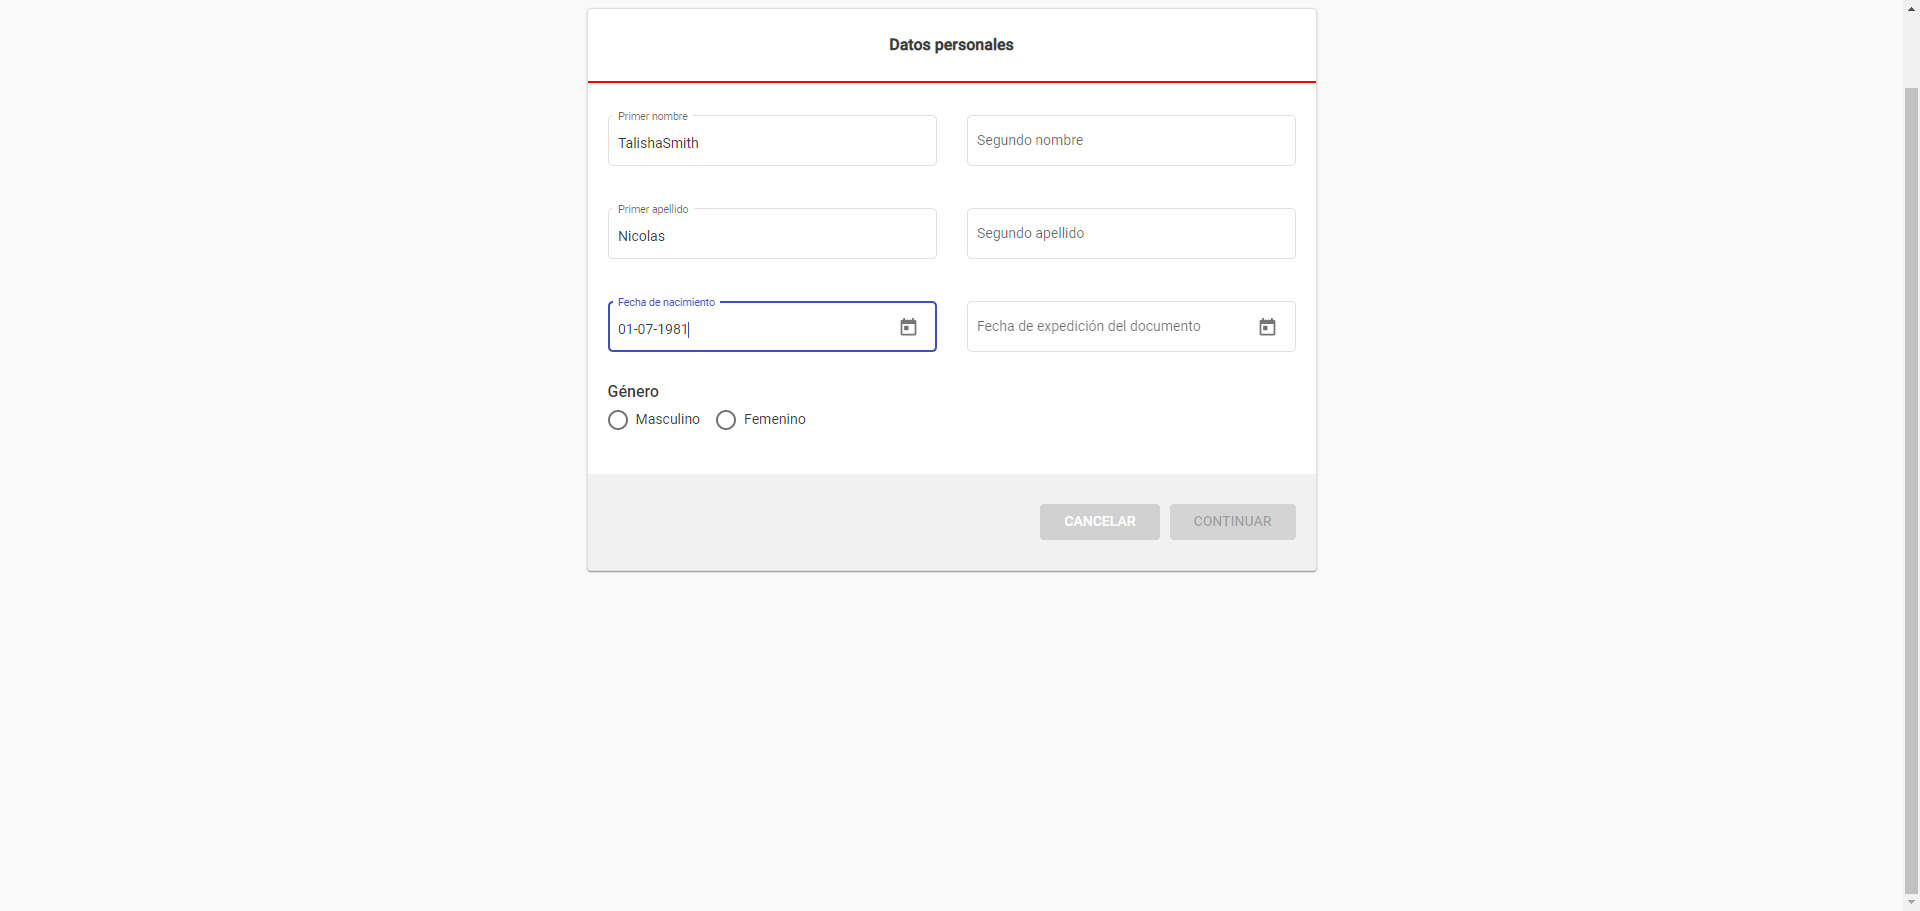 Datos personales
Primer nombre
TalishaSmith
Segundo nombre
Primer apellido
Nicolas
Segundo apellido
Fecha de nacimiento
01-07-1981
Fecha de expedición del documento
Género
Masculino Femenino
CANCELAR CONTINUAR